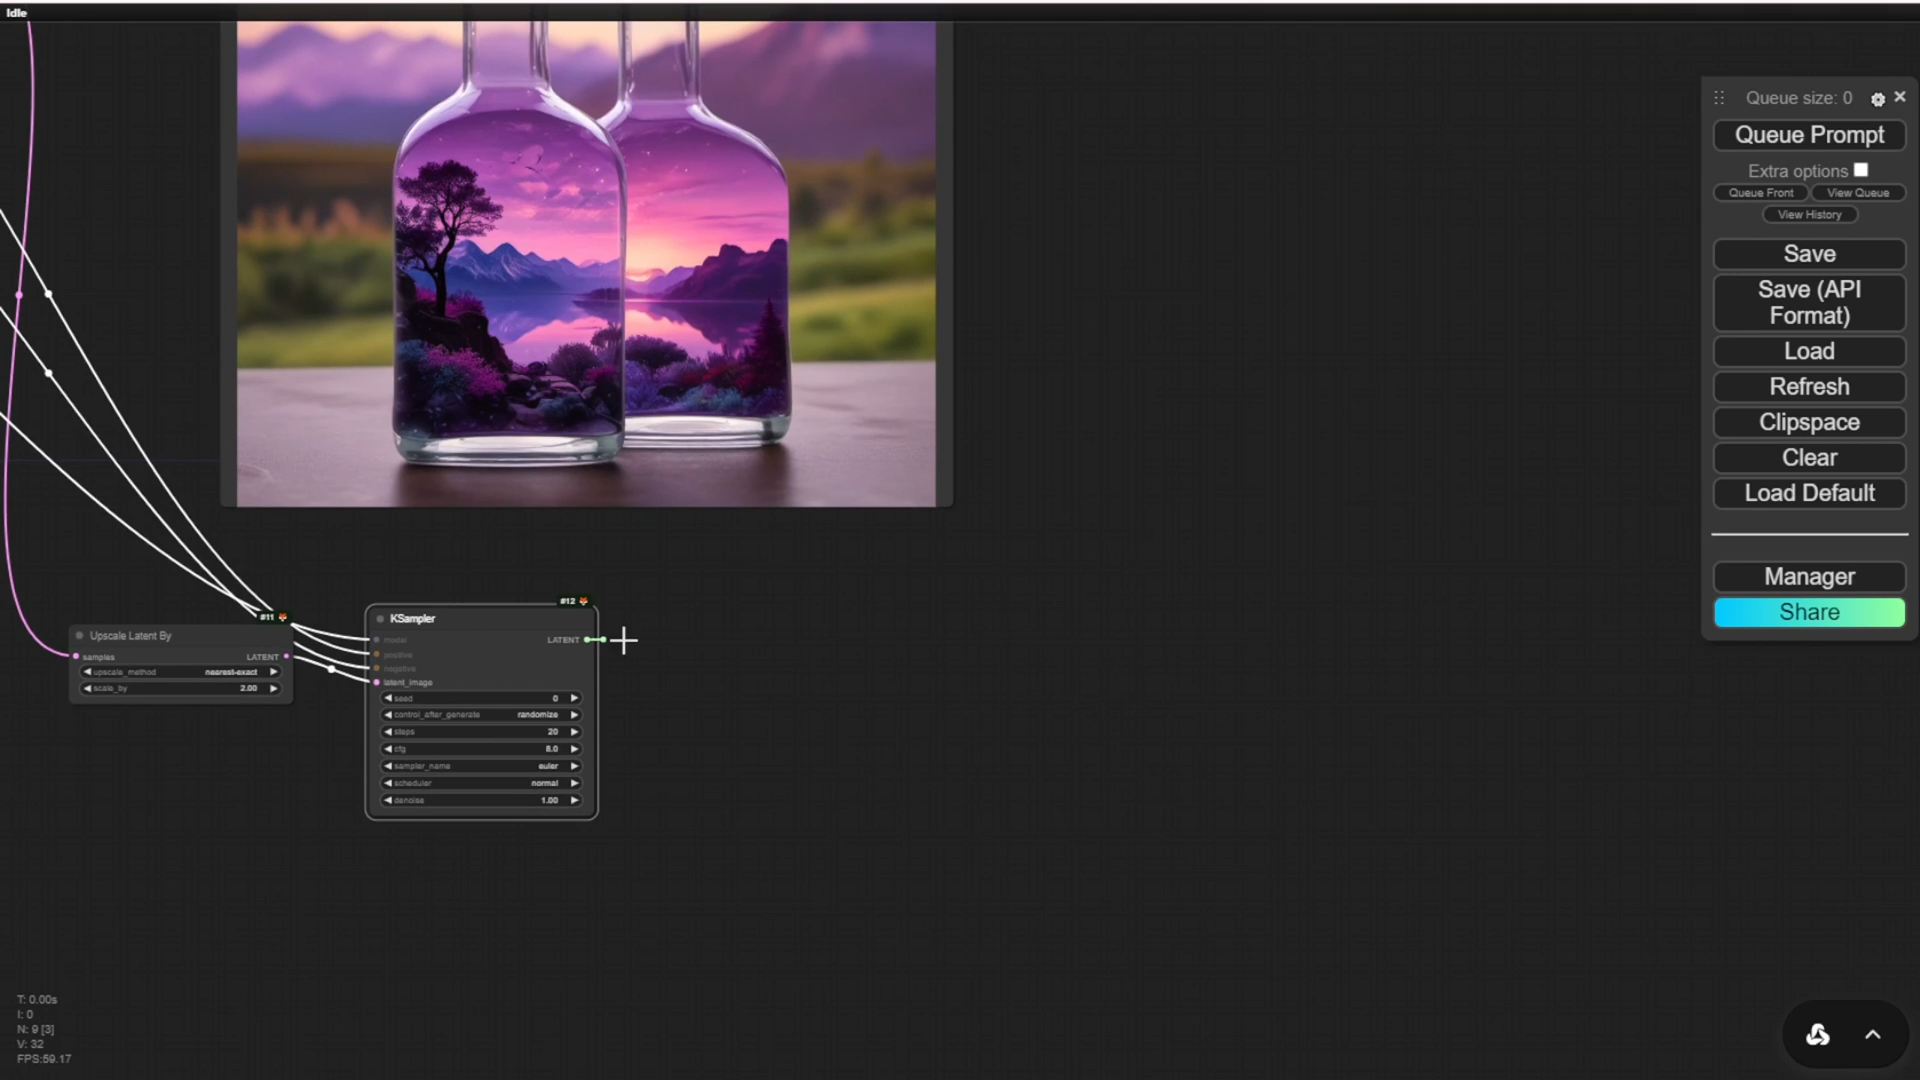 Idle
Queue size: 0
Queue Prompt
Extra options
Queue Front
View Queue
View History
Save
Save (API
Format)
Load
Refresh
Clipspace
Clear
Load Default
Manager
Share
#11
Upscale Latent By
samples LATENT
upscale_method nearest-exact
scale_by 2.00
#12
KSampler
model LATENT
positive
negative
latent_image
seed 0
control_after_generate randomize
steps 20
cfg 8.0
sampler_name euler
scheduler normal
denoise 1.00
T: 0.00s
I: 0
N: 9 [3]
V: 32
FPS:59.17